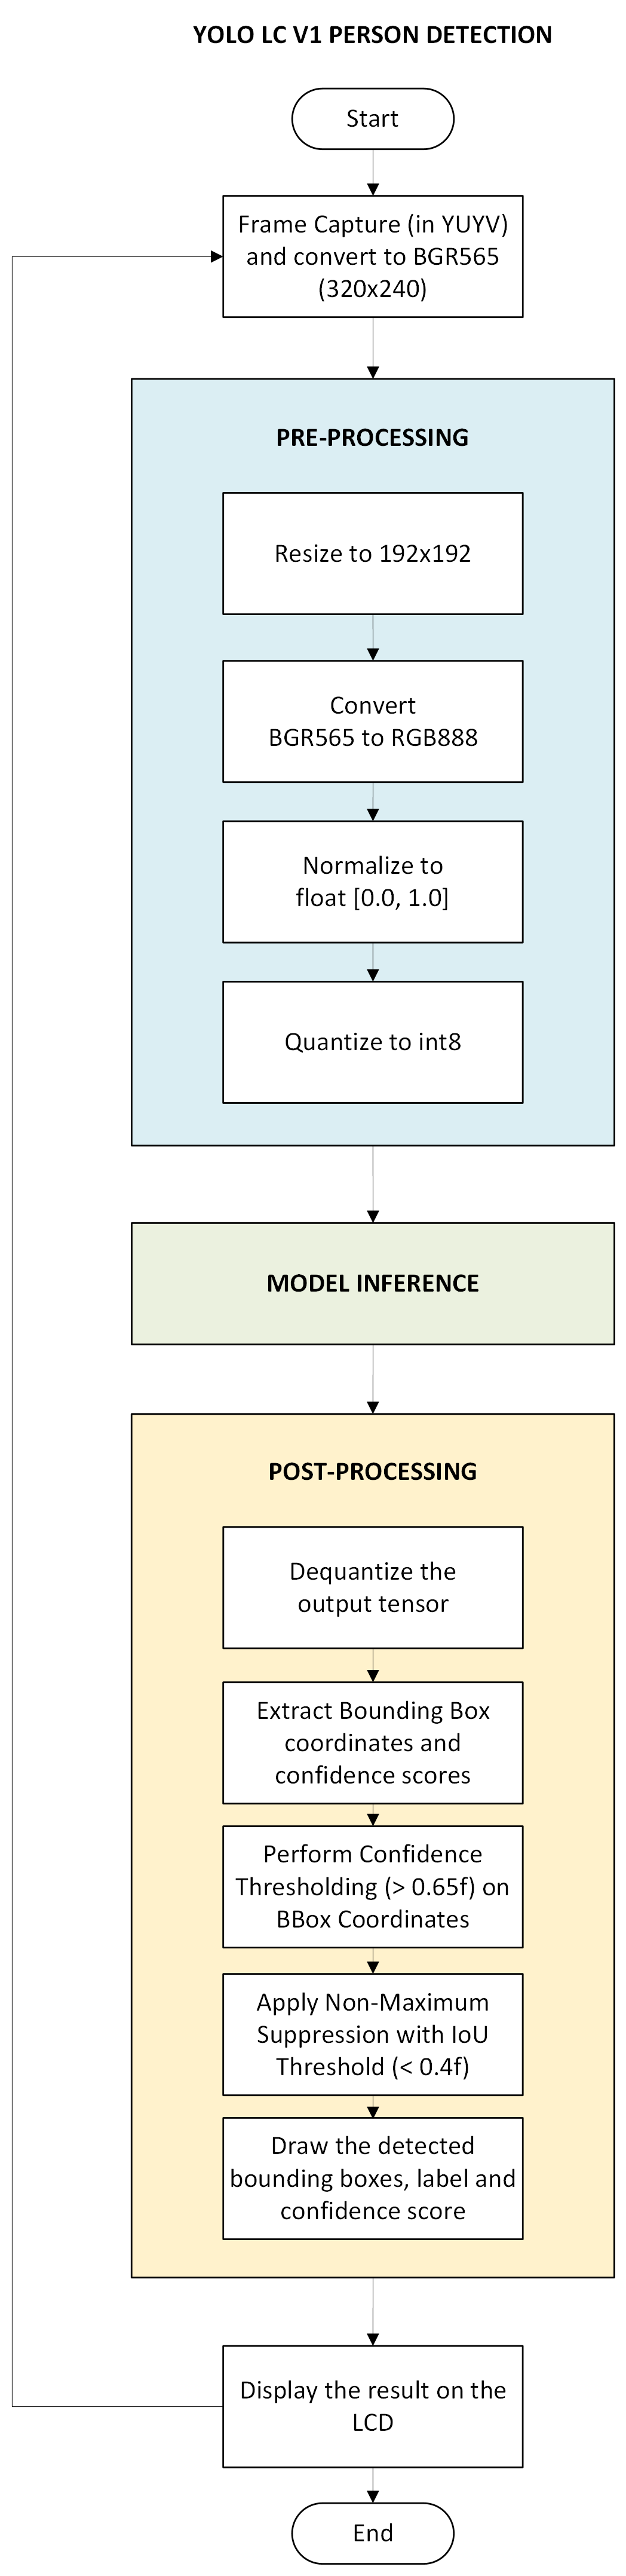 YOLO LC V1 PERSON DETECTION
Start
Frame Capture (in YUYV)
and convert to BGR565
(320x240)
PRE-PROCESSING
Resize to 192x192
Convert
BGR565 to RGB888
Normalize to
float [0.0, 1.0]
Quantize to int8
MODEL INFERENCE
POST-PROCESSING
Dequantize the
output tensor
Extract Bounding Box
coordinates and
confidence scores
Perform Confidence
Thresholding (> 0.65f) on
BBox Coordinates
Apply Non-Maximum
Suppression with IoU
Threshold (< 0.4f)
Draw the detected
bounding boxes, label and
confidence score
Display the result on the
LCD
End